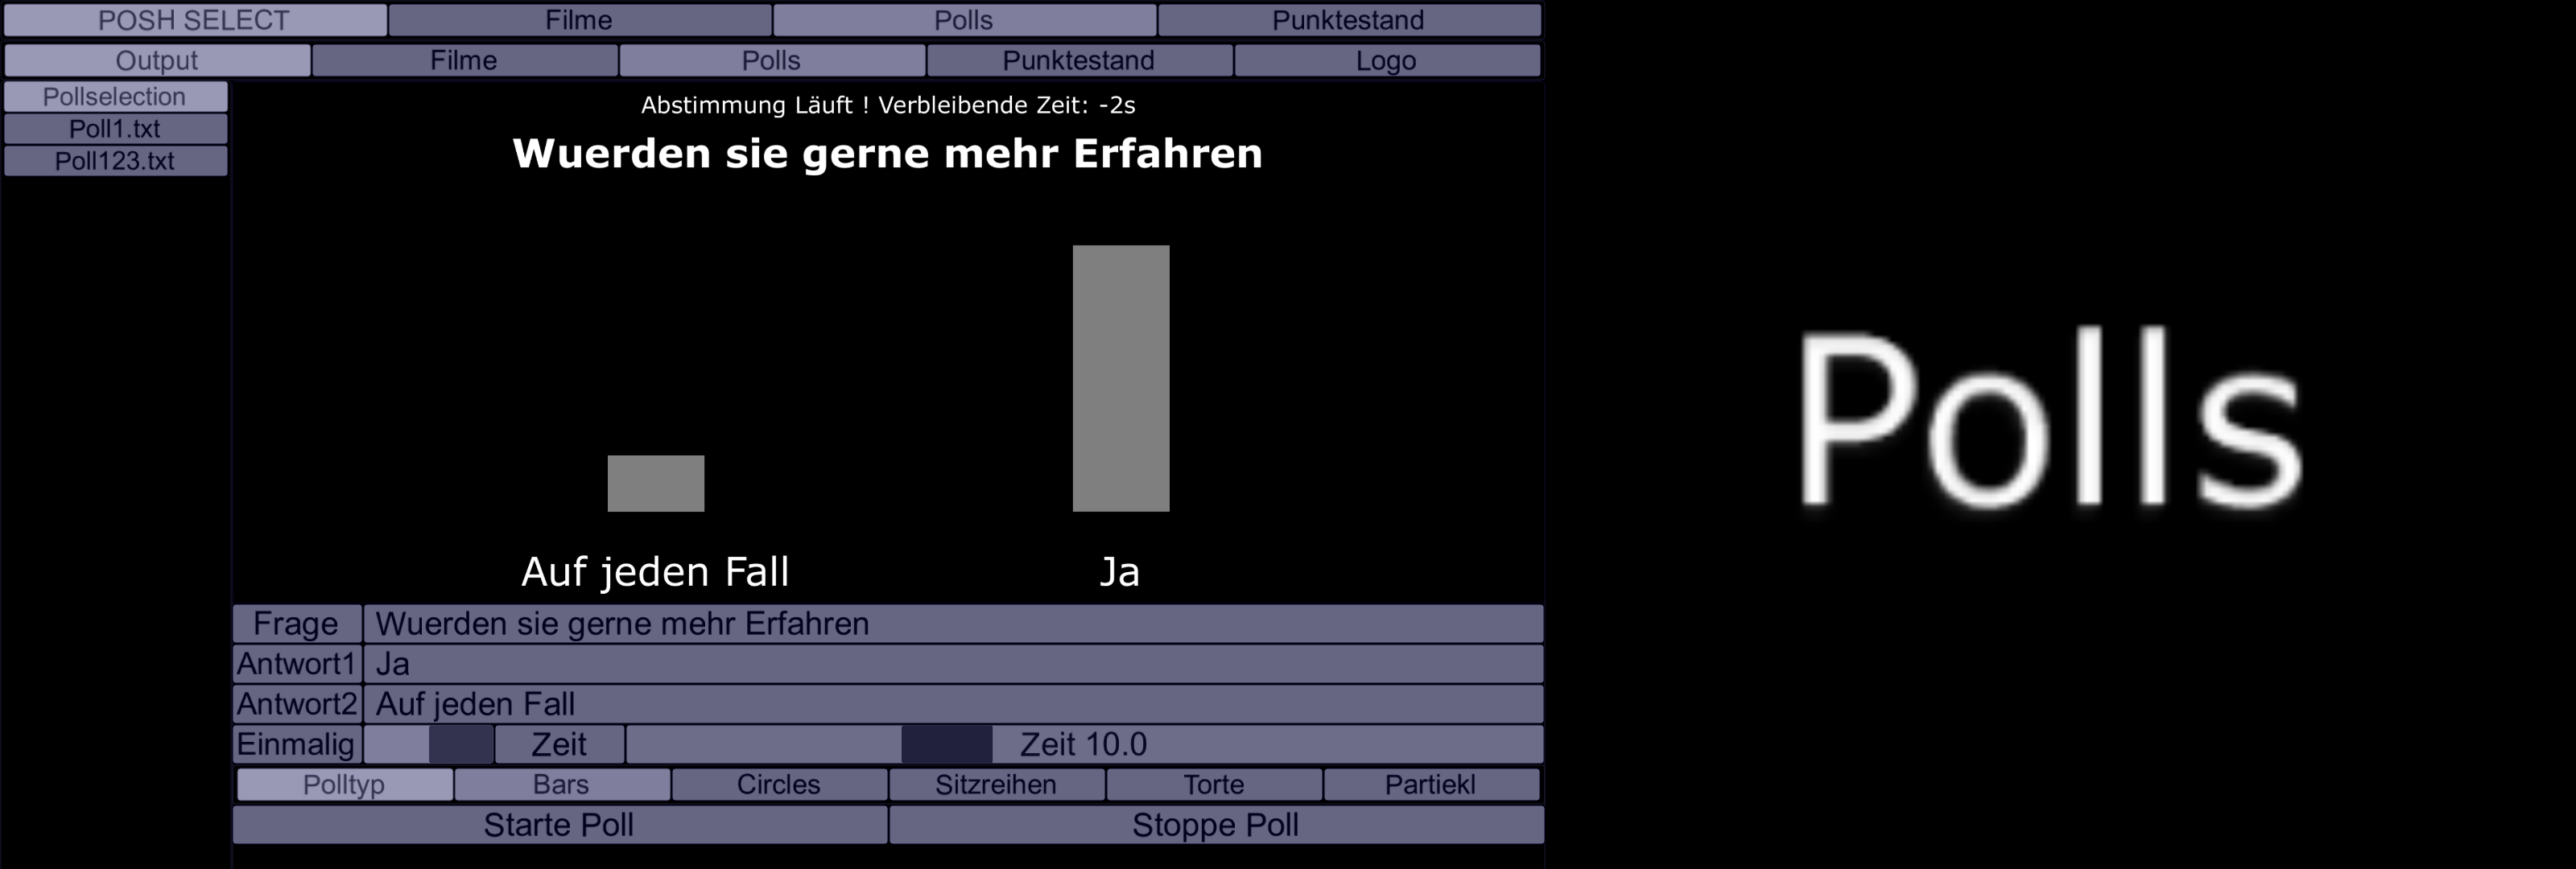 POSH SELECT Filme Polls Punktestand
Output Filme Polls Punktestand Logo
Pollselection
Poll1.txt
Poll123.txt
Abstimmung Läuft ! Verbleibende Zeit: -2s
Wuerden sie gerne mehr Erfahren
Auf jeden Fall Ja
Frage Wuerden sie gerne mehr Erfahren
Antwort1 Ja
Antwort2 Auf jeden Fall
Einmalig Zeit Zeit 10.0
Polltyp Bars Circles Sitzreihen Torte Partiekl
Starte Poll Stoppe Poll
Polls